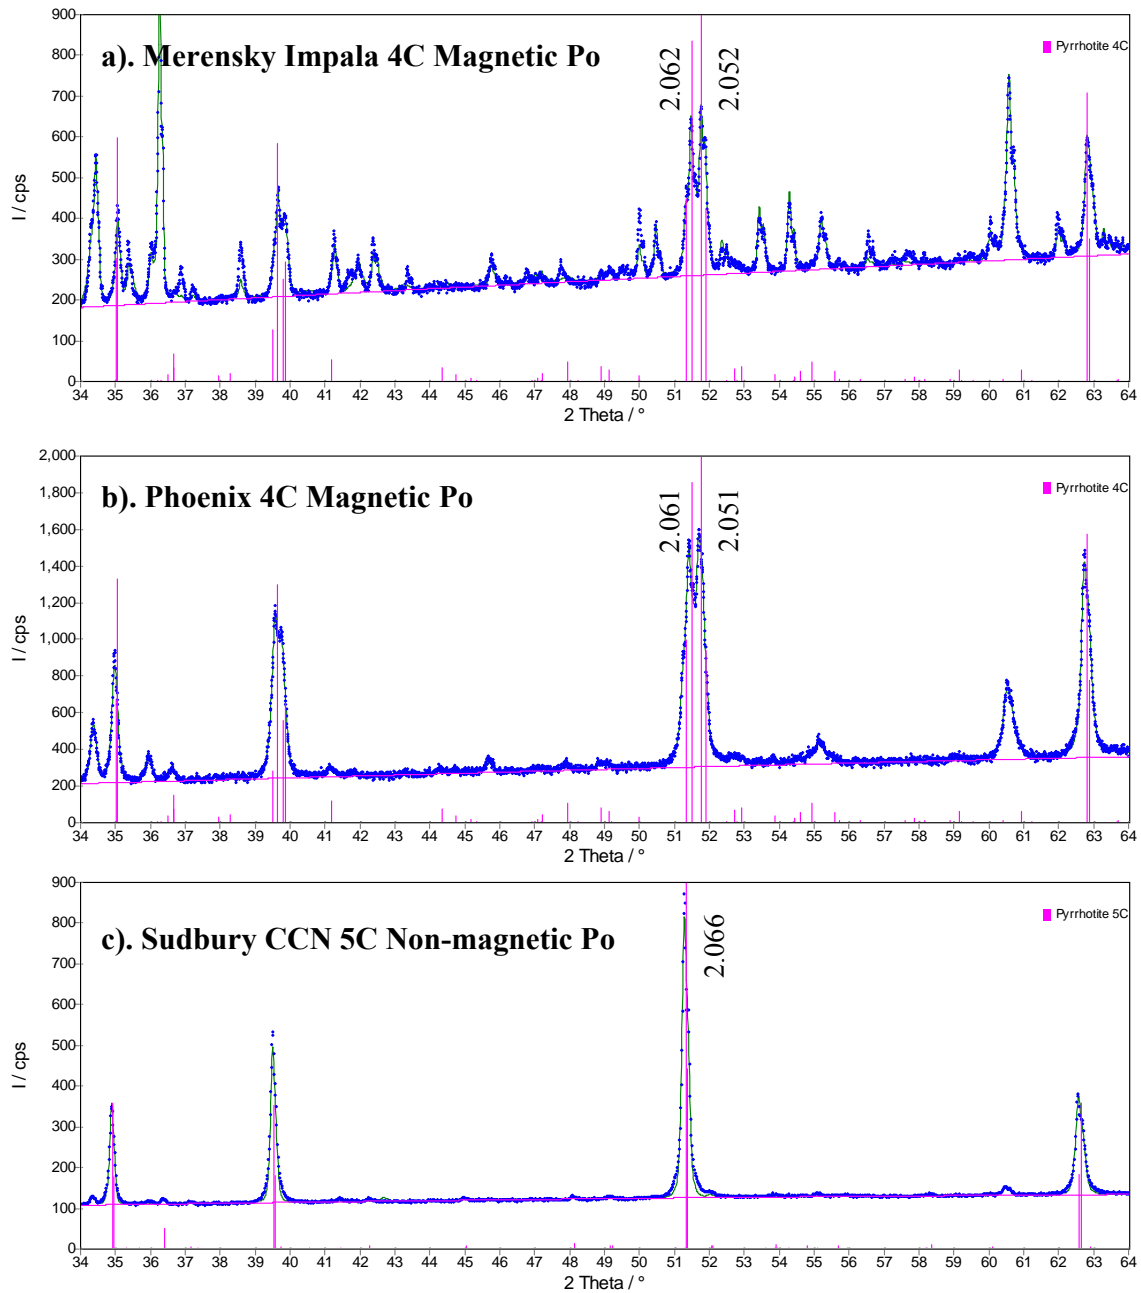 900
800
700
600
500
400
300
200
100
0
I / cps
a). Merensky Impala 4C Magnetic Po
2.062
2.052
Pyrrhotite 4C
34 35 36 37 38 39 40 41 42 43 44 45 46 47 48 49 50 51 52 53 54 55 56 57 58 59 60 61 62 63 64
2 Theta / °
2,000
1,800
1,600
1,400
1,200
1,000
800
600
400
200
0
I / cps
b). Phoenix 4C Magnetic Po
2.061
2.051
Pyrrhotite 4C
34 35 36 37 38 39 40 41 42 43 44 45 46 47 48 49 50 51 52 53 54 55 56 57 58 59 60 61 62 63 64
2 Theta / °
900
800
700
600
500
400
300
200
100
0
I / cps
c). Sudbury CCN 5C Non-magnetic Po
2.066
Pyrrhotite 5C
34 35 36 37 38 39 40 41 42 43 44 45 46 47 48 49 50 51 52 53 54 55 56 57 58 59 60 61 62 63 64
2 Theta / °